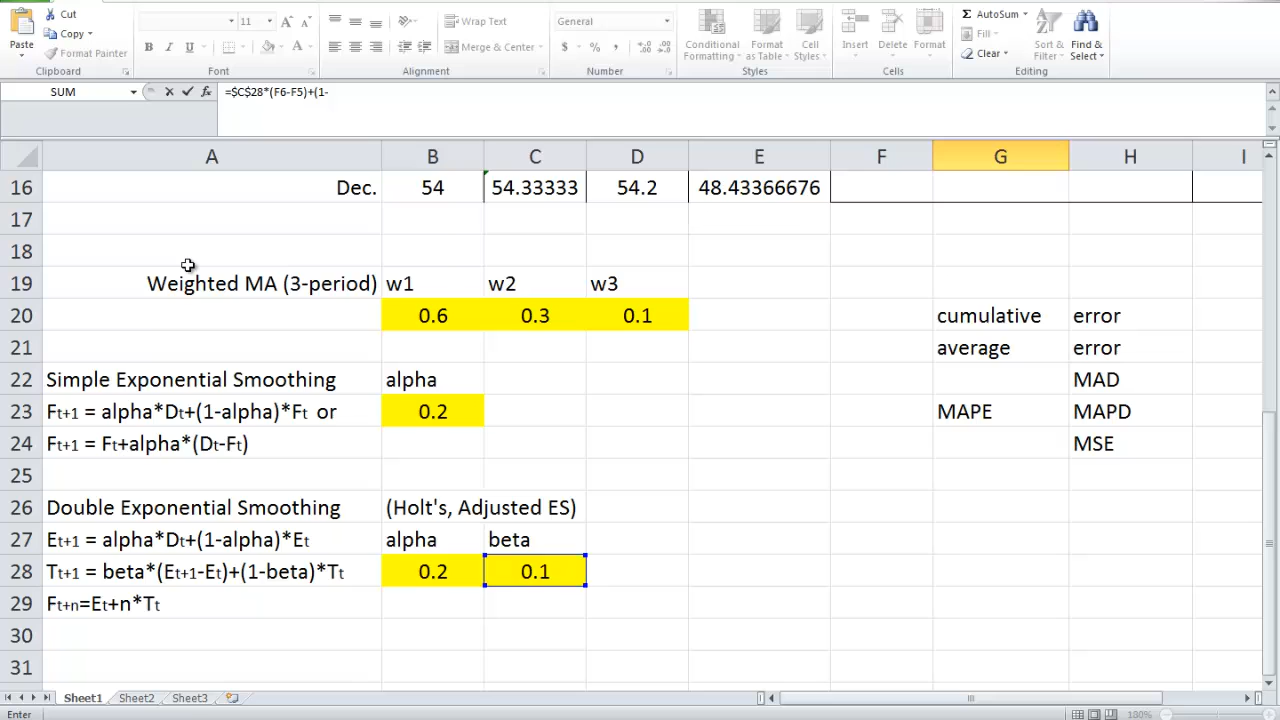 Cut
Copy
Format Painter
Paste
Clipboard
11
A A
B I U
A
Font
Wrap Text
Merge & Center
Alignment
General
$ % ,
Number
Conditional Formatting
Format as Table
Cell Styles
Styles
Insert
Delete
Format
Cells
Σ AutoSum
Fill
Clear
Sort & Filter
Find & Select
Editing
SUM
fx
=$C$28*(F6-F5)+(1-
A B C D E F G H I
16 Dec. 54 54.33333 54.2 48.43366676
17
18
19 Weighted MA (3-period) w1 w2 w3
20 0.6 0.3 0.1 cumulative error
21 average error
22 Simple Exponential Smoothing alpha MAD
23 Ft+1 = alpha*Dt+(1-alpha)*Ft or 0.2 MAPE MAPD
24 Ft+1 = Ft+alpha*(Dt-Ft) MSE
25
26 Double Exponential Smoothing (Holt's, Adjusted ES)
27 Et+1 = alpha*Dt+(1-alpha)*Et alpha beta
28 Tt+1 = beta*(Et+1-Et)+(1-beta)*Tt 0.2 0.1
29 Ft+n=Et+n*Tt
30
31
Sheet1 Sheet2 Sheet3
Enter
180%